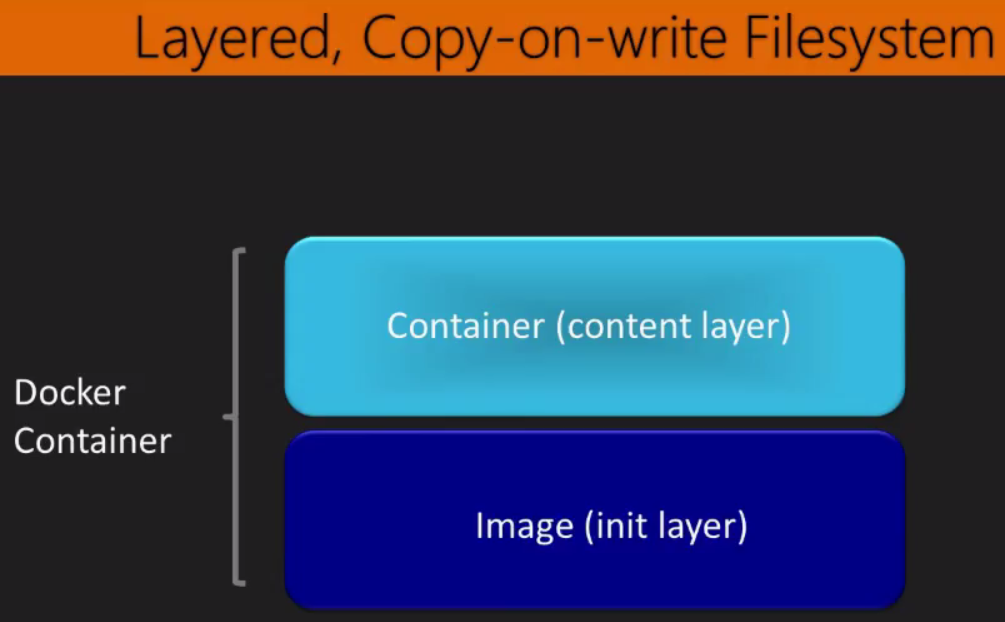 Layered, Copy-on-write Filesystem
Container (content layer)
Docker
Container
Image (init layer)